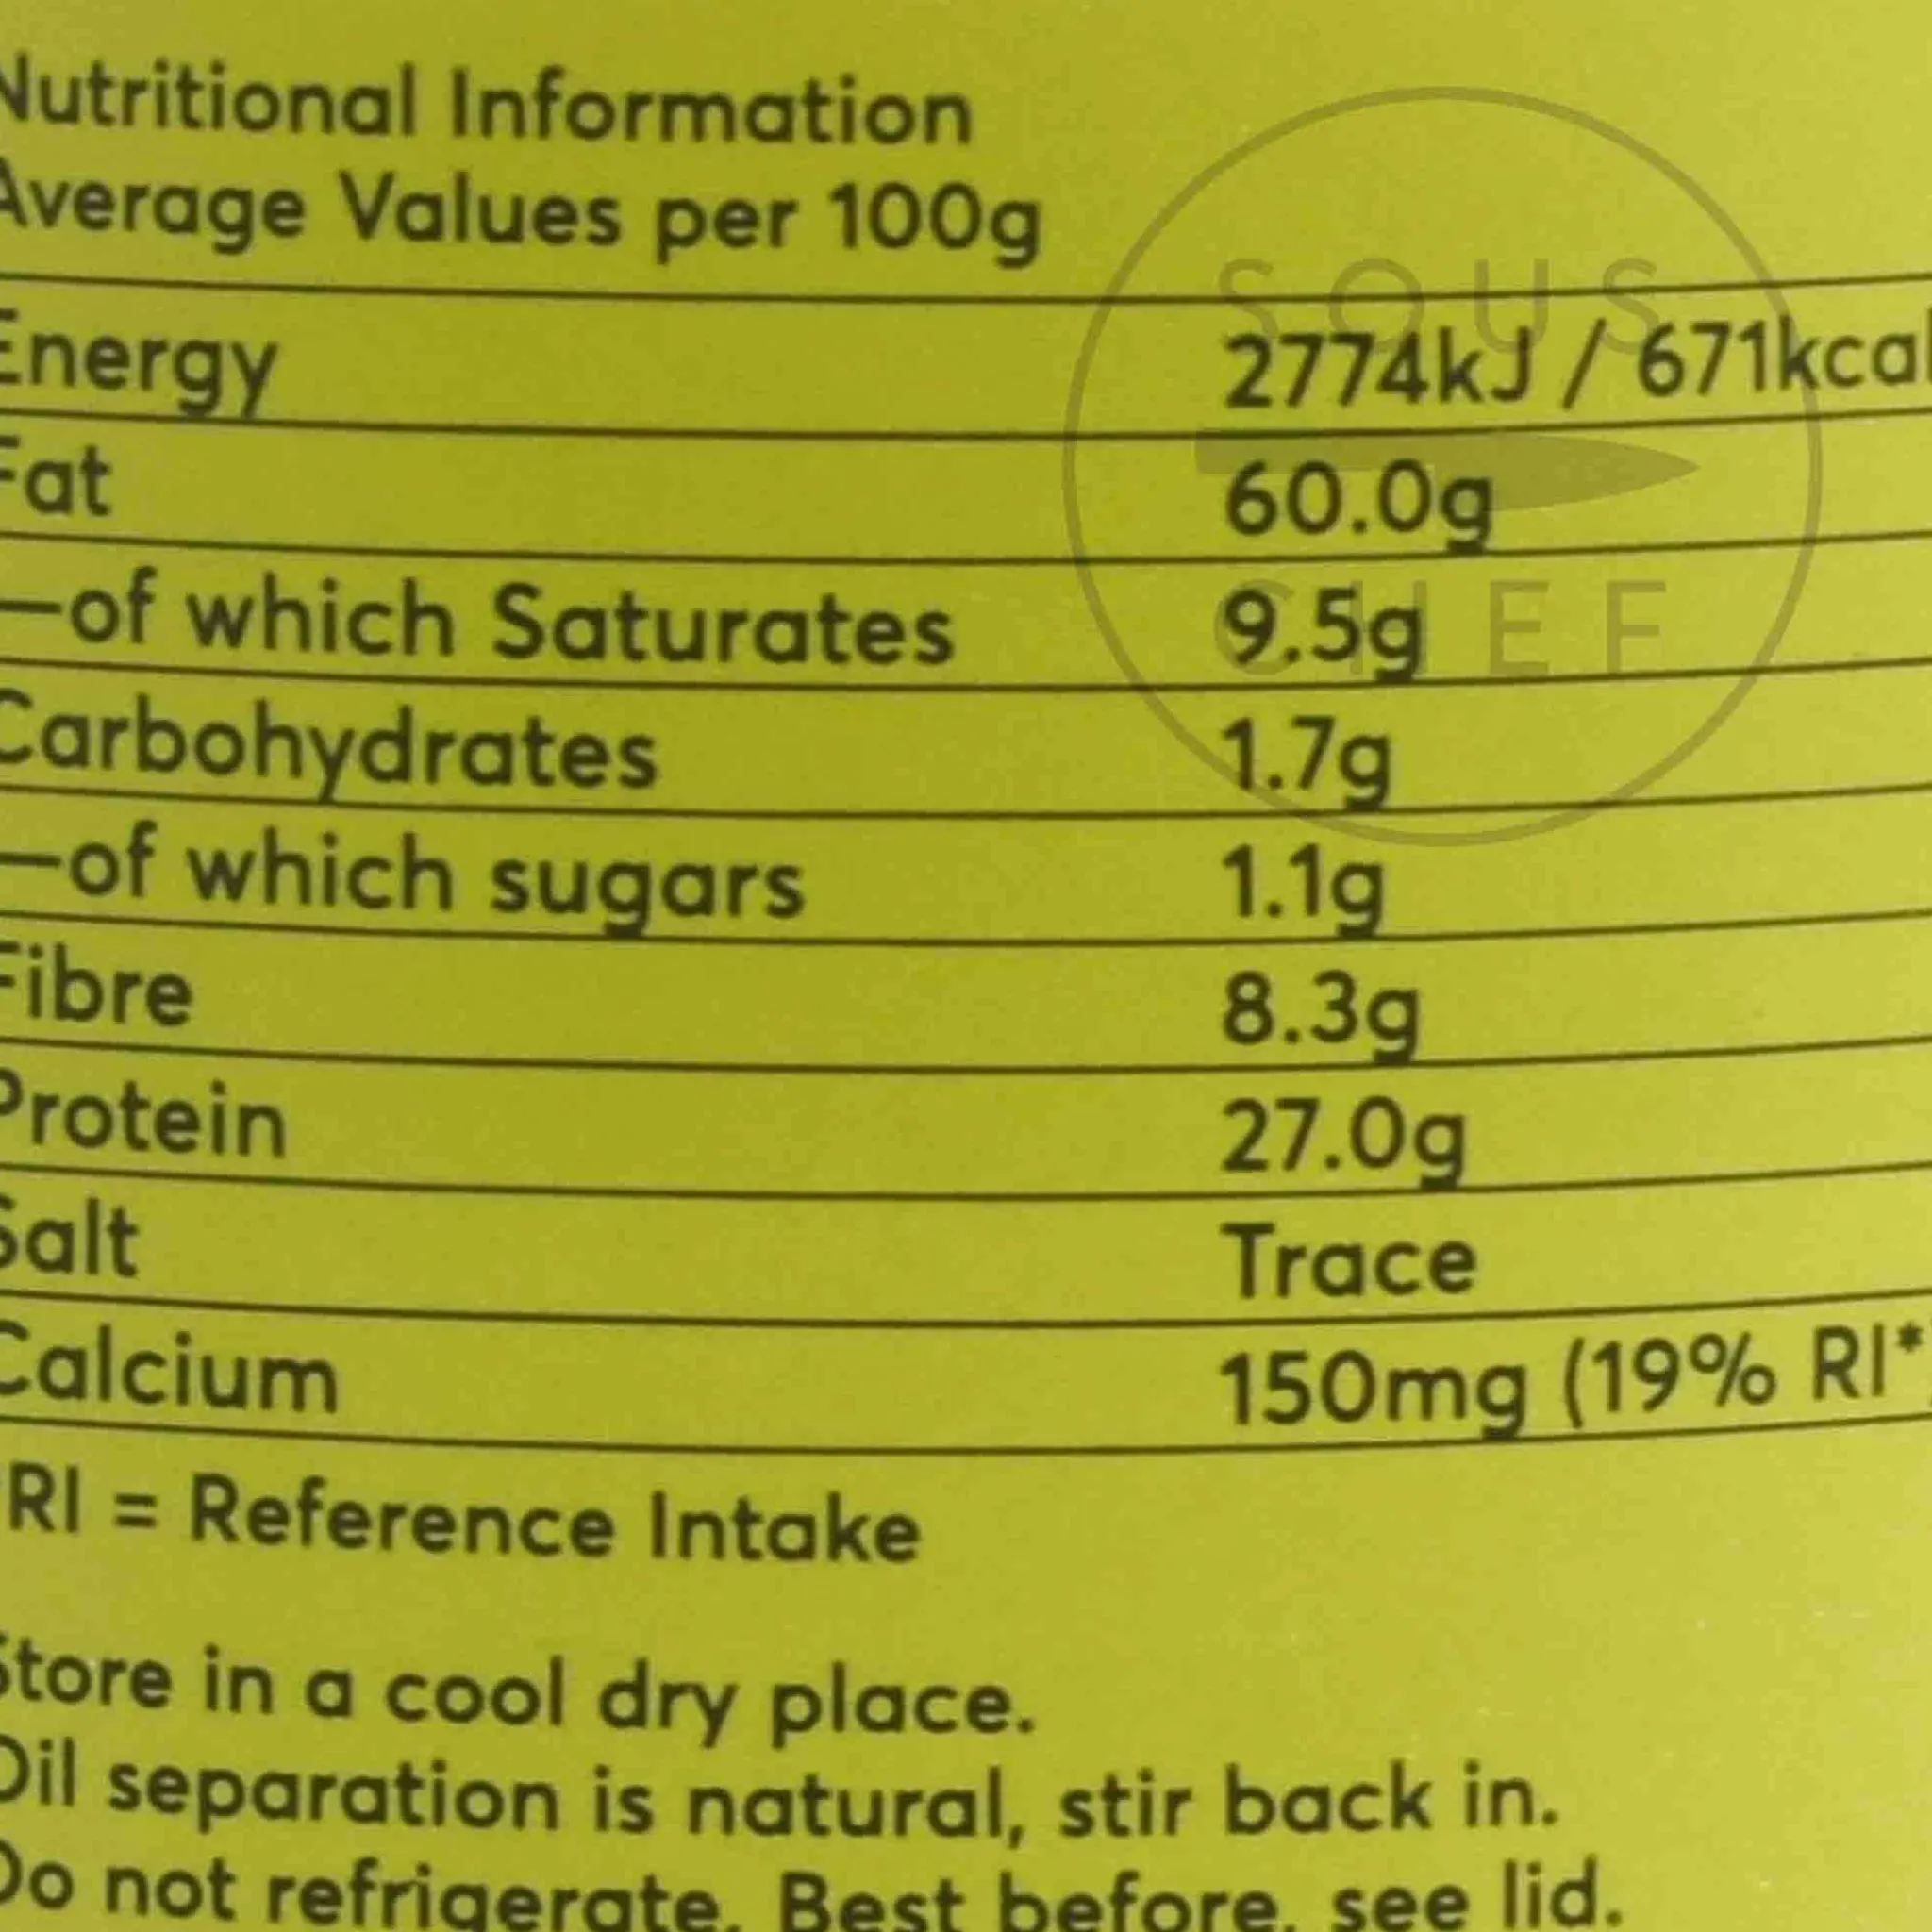 Nutritional Information
Average Values per 100g
SOUS
Energy 2774kJ / 671kcal
Fat 60.0g
—of which Saturates 9.5g
CHEF
Carbohydrates 1.7g
—of which sugars 1.1g
Fibre 8.3g
Protein 27.0g
Salt Trace
Calcium 150mg (19% RI*)
*RI = Reference Intake
Store in a cool dry place.
Oil separation is natural, stir back in.
Do not refrigerate. Best before, see lid.